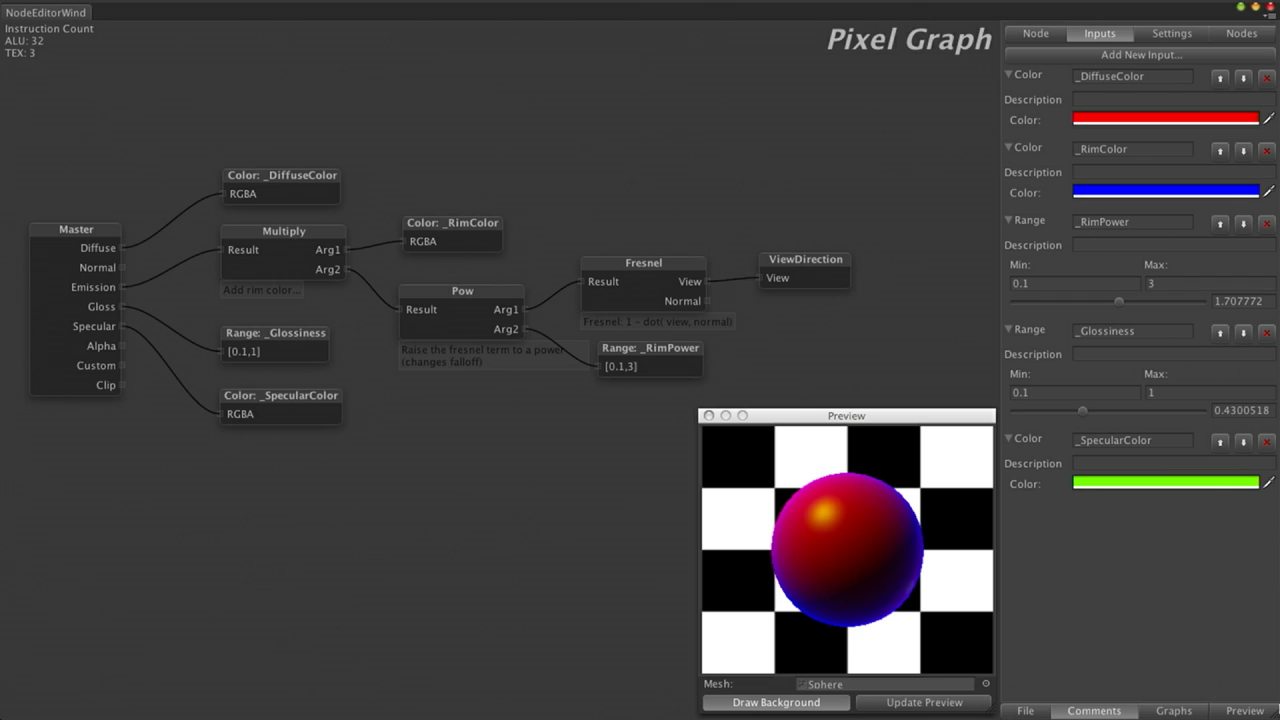 NodeEditorWind
Instruction Count
ALU: 32
TEX: 3
Pixel Graph
Master
Diffuse
Normal
Emission
Gloss
Specular
Alpha
Custom
Clip
Color: _DiffuseColor
RGBA
Multiply
Result Arg1
Arg2
Add rim color...
Range: _Glossiness
[0.1,1]
Color: _SpecularColor
RGBA
Color: _RimColor
RGBA
Pow
Result Arg1
Arg2
Raise the fresnel term to a power
(changes falloff)
Fresnel
Result View
Normal
Fresnel: 1 - dot( view, normal)
Range: _RimPower
[0.1,3]
ViewDirection
View
Preview
Mesh: Sphere
Draw Background Update Preview
Node Inputs Settings Nodes
Add New Input...
Color _DiffuseColor
Description
Color:
Color _RimColor
Description
Color:
Range _RimPower
Description
Min: Max:
0.1 3
1.707772
Range _Glossiness
Description
Min: Max:
0.1 1
0.4300518
Color _SpecularColor
Description
Color:
File Comments Graphs Preview